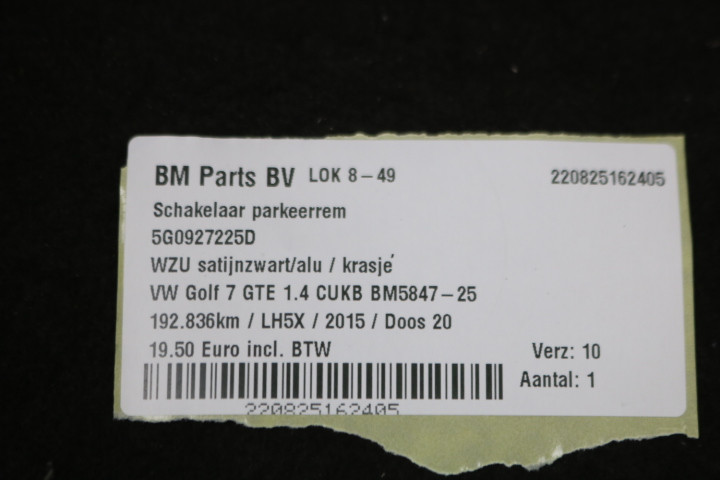 BM Parts BV LOK 8-49 220825162405
Schakelaar parkeerrem
5G0927225D
WZU satijnzwart/alu / krasje´
VW Golf 7 GTE 1.4 CUKB BM5847-25
192.836km / LH5X / 2015 / Doos 20
19.50 Euro incl. BTW Verz: 10
Aantal: 1
220825162405